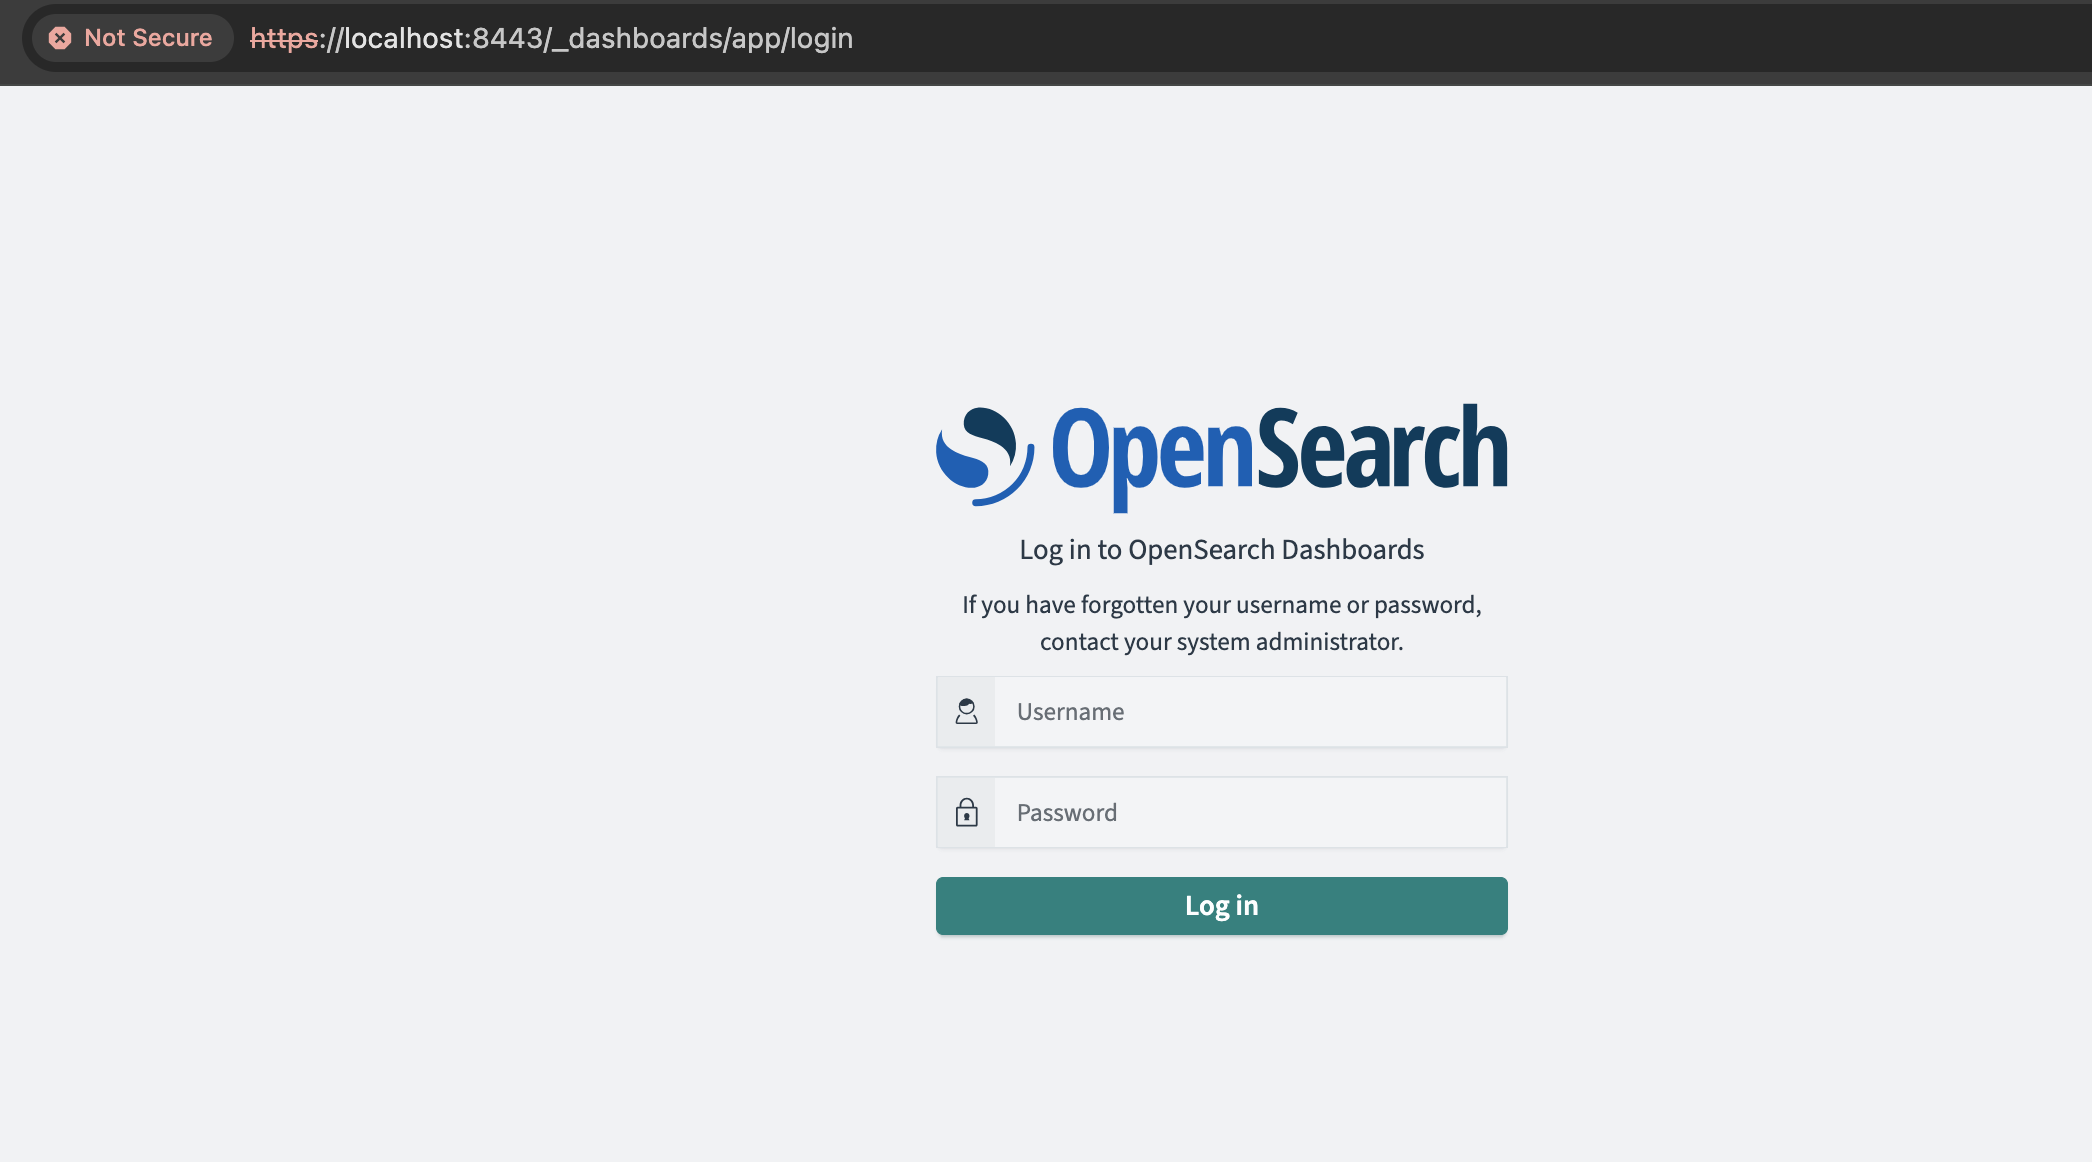 Not Secure https://localhost:8443/_dashboards/app/login
OpenSearch
Log in to OpenSearch Dashboards
If you have forgotten your username or password,
contact your system administrator.
Username
Password
Log in